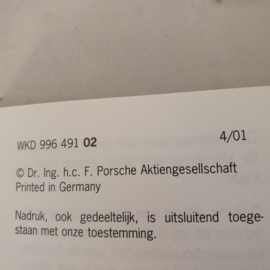 WKD 996 491 02 4/01
© Dr. Ing. h.c. F. Porsche Aktiengesellschaft
Printed in Germany
Nadruk, ook gedeeltelijk, is uitsluitend toege-
staan met onze toestemming.